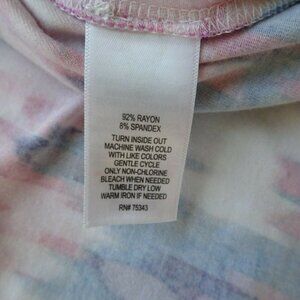 92% RAYON
8% SPANDEX
TURN INSIDE OUT
MACHINE WASH COLD
WITH LIKE COLORS
GENTLE CYCLE
ONLY NON-CHLORINE
BLEACH WHEN NEEDED
TUMBLE DRY LOW
WARM IRON IF NEEDED
RN# 75343